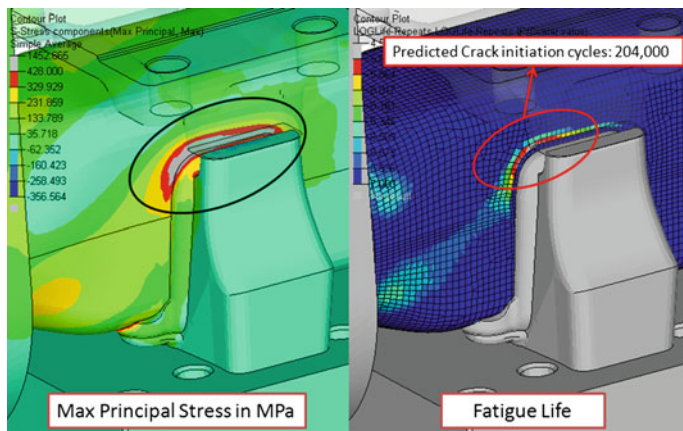 Contour Plot
S-Stress components(Max Principal, Max)
Simple Average
1452.665
428.000
329.929
231.859
133.789
35.718
-62.352
-160.423
-258.493
-356.564
Max Principal Stress in MPa
Contour Plot
Predicted Crack initiation cycles: 204,000
Fatigue Life